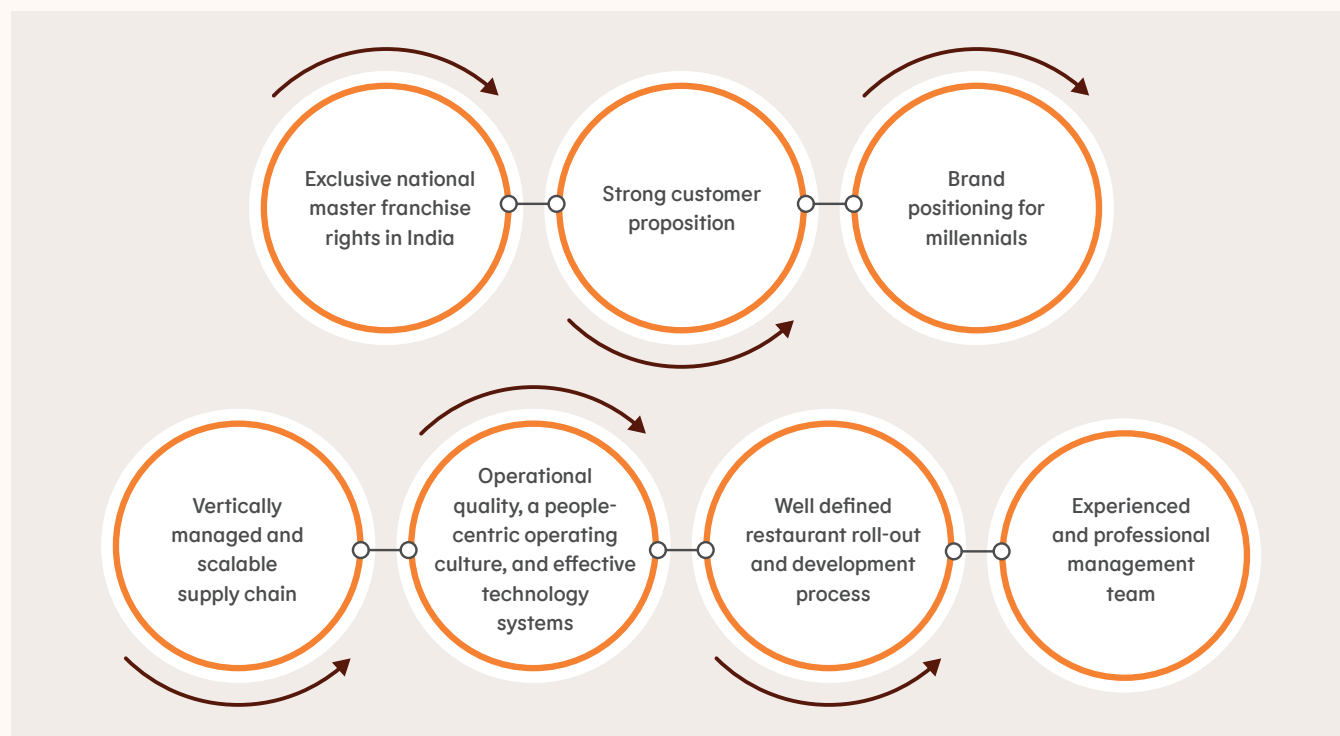 Exclusive national
master franchise
rights in India
Strong customer
proposition
Brand
positioning for
millennials
Vertically
managed and
scalable
supply chain
Operational
quality, a people-
centric operating
culture, and effective
technology
systems
Well defined
restaurant roll-out
and development
process
Experienced
and professional
management
team